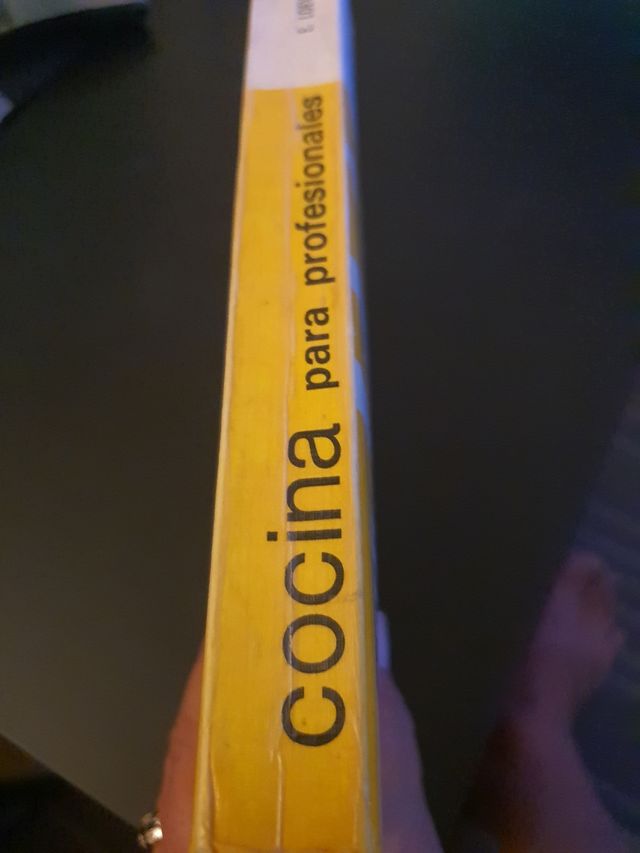 cocina para profesionales
E.